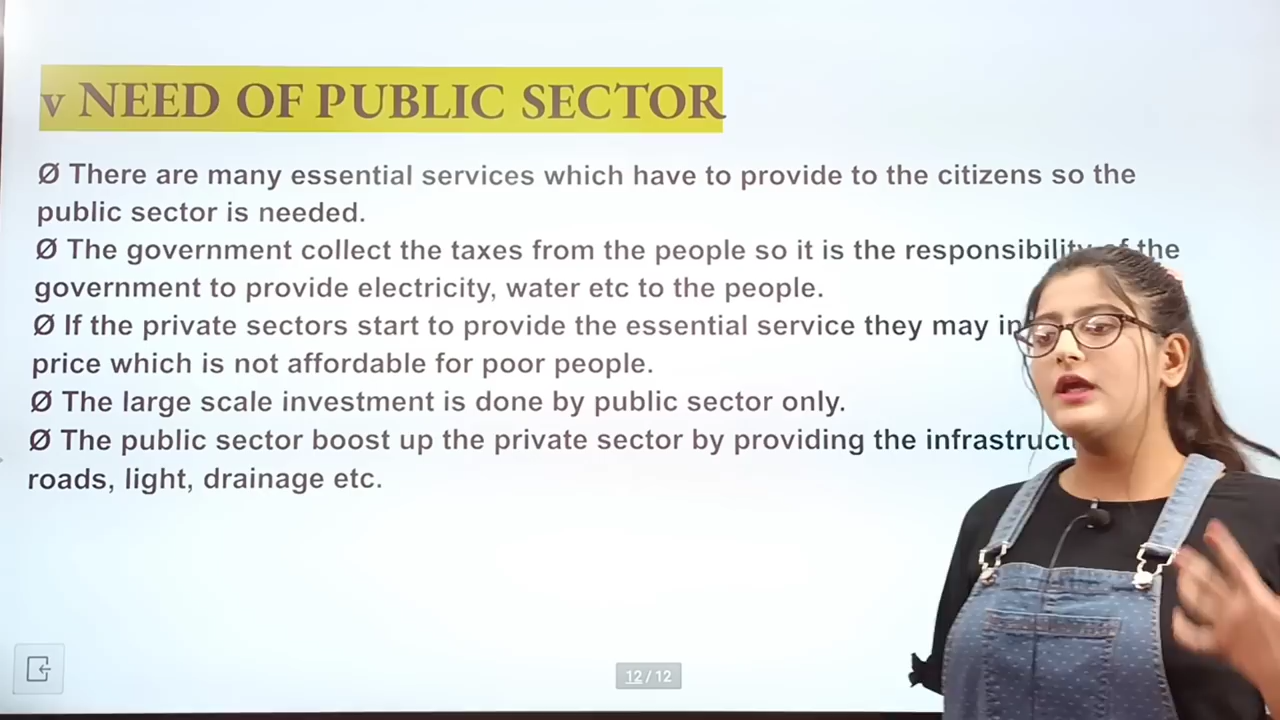 v NEED OF PUBLIC SECTOR
Ø There are many essential services which have to provide to the citizens so the
public sector is needed.
Ø The government collect the taxes from the people so it is the responsibility of the
government to provide electricity, water etc to the people.
Ø If the private sectors start to provide the essential service they may
price which is not affordable for poor people.
Ø The large scale investment is done by public sector only.
Ø The public sector boost up the private sector by providing the
roads, light, drainage etc.
12 / 12